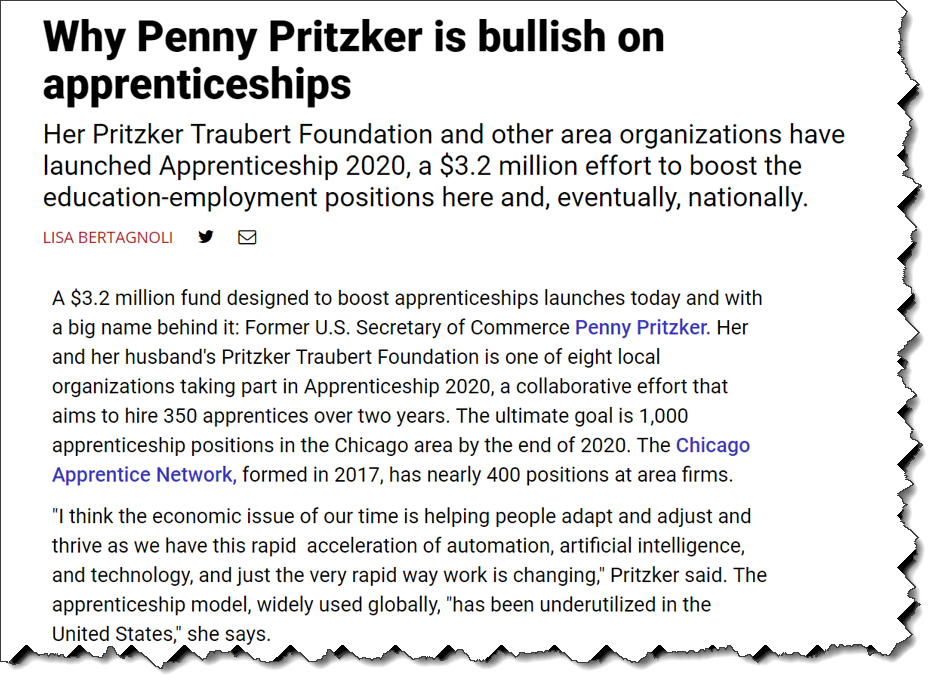 Why Penny Pritzker is bullish on
apprenticeships
Her Pritzker Traubert Foundation and other area organizations have
launched Apprenticeship 2020, a $3.2 million effort to boost the
education-employment positions here and, eventually, nationally.
LISA BERTAGNOLI
A $3.2 million fund designed to boost apprenticeships launches today and with
a big name behind it: Former U.S. Secretary of Commerce Penny Pritzker. Her
and her husband's Pritzker Traubert Foundation is one of eight local
organizations taking part in Apprenticeship 2020, a collaborative effort that
aims to hire 350 apprentices over two years. The ultimate goal is 1,000
apprenticeship positions in the Chicago area by the end of 2020. The Chicago
Apprentice Network, formed in 2017, has nearly 400 positions at area firms.
"I think the economic issue of our time is helping people adapt and adjust and
thrive as we have this rapid  acceleration of automation, artificial intelligence,
and technology, and just the very rapid way work is changing," Pritzker said. The
apprenticeship model, widely used globally, "has been underutilized in the
United States," she says.